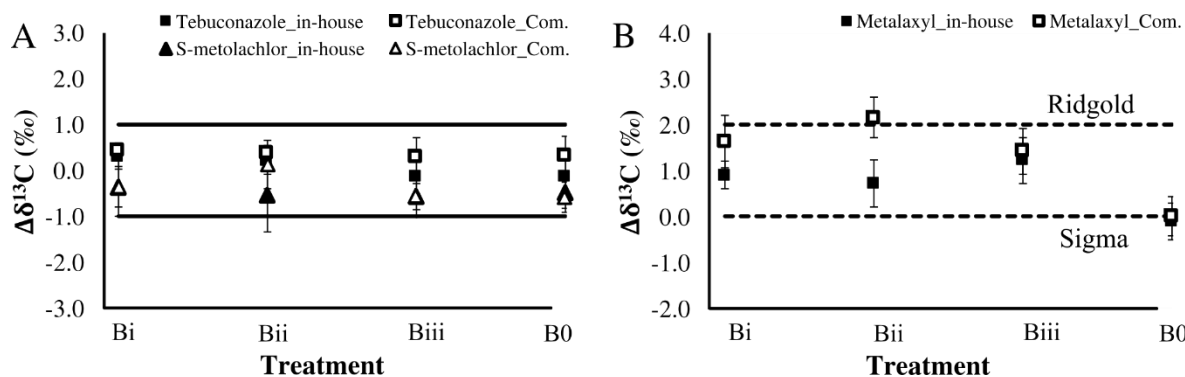 A
■ Tebuconazole_in-house □ Tebuconazole_Com.
▲ S-metolachlor_in-house △ S-metolachlor_Com.
3.0
2.0
1.0
0.0
-1.0
-2.0
-3.0
Δδ¹³C (‰)
Bi Bii Biii B0
Treatment
B
■ Metalaxyl_in-house □ Metalaxyl_Com.
4.0
3.0
2.0
1.0
0.0
-1.0
-2.0
Δδ¹³C (‰)
Ridgold
Sigma
Bi Bii Biii B0
Treatment